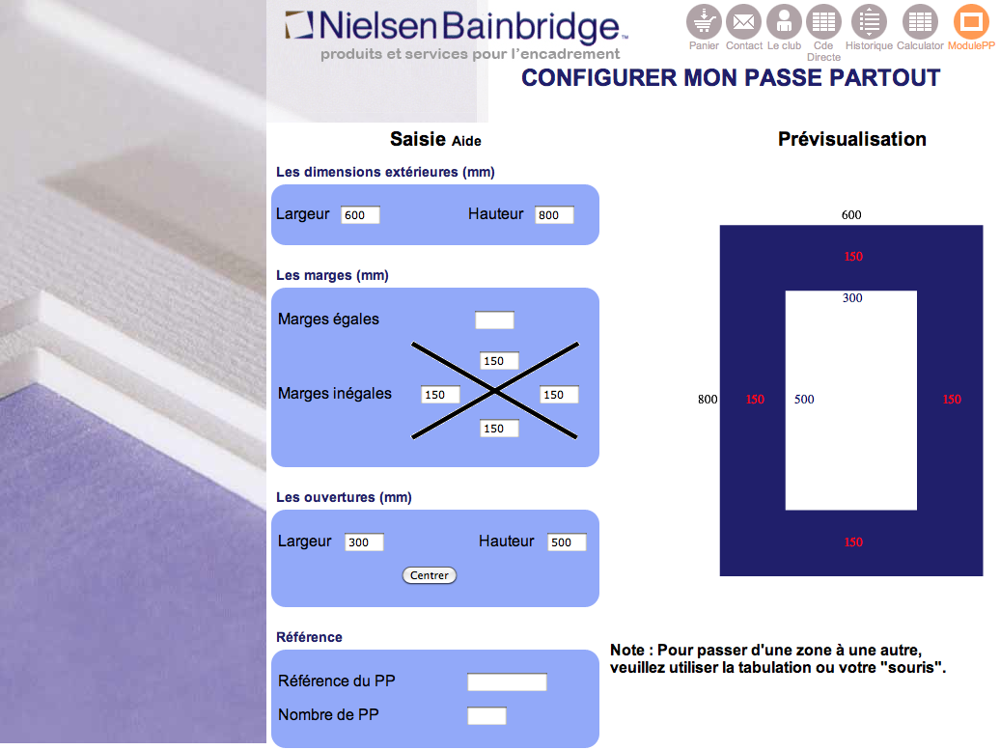 NielsenBainbridge™
produits et services pour l'encadrement
Panier
Contact
Le club
Cde
Directe
Historique
Calculator
ModulePP
CONFIGURER MON PASSE PARTOUT
Saisie Aide
Les dimensions extérieures (mm)
Largeur 600 Hauteur 800
Les marges (mm)
Marges égales
150
Marges inégales 150 150
150
Les ouvertures (mm)
Largeur 300 Hauteur 500
Centrer
Référence
Référence du PP
Nombre de PP
Prévisualisation
600
150
300
800 150 500 150
150
Note : Pour passer d'une zone à une autre,
veuillez utiliser la tabulation ou votre "souris".